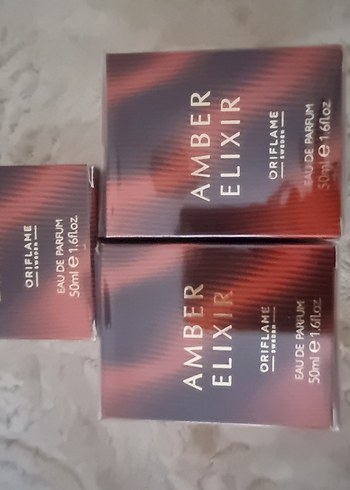 ORIFLAME
SWEDEN
EAU DE PARFUM
50ml e 1.6fl.oz
AMBER
ELIXIR
ORIFLAME
SWEDEN
EAU DE PARFUM
50ml e 1.6fl.oz
AMBER
ELIXIR
ORIFLAME
SWEDEN
EAU DE PARFUM
50ml e 1.6fl.oz